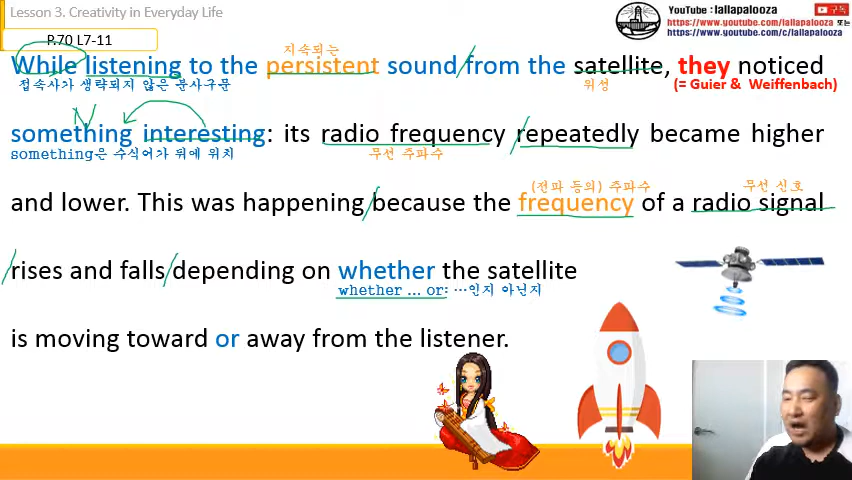 Lesson 3. Creativity in Everyday Life
YouTube : lallapalooza 구독
https://www.youtube.com/lallapalooza 또는
https://www.youtube.com/c/lallapalooza
P.70 L7-11
지속되는
While listening to the persistent sound from the satellite, they noticed
접속사가 생략되지 않은 분사구문 위성 (= Guier & Weiffenbach)
something interesting: its radio frequency repeatedly became higher
something은 수식어가 뒤에 위치 무선 주파수
(전파 등의) 주파수 무선 신호
and lower. This was happening because the frequency of a radio signal
rises and falls depending on whether the satellite
whether ... or: …인지 아닌지
is moving toward or away from the listener.